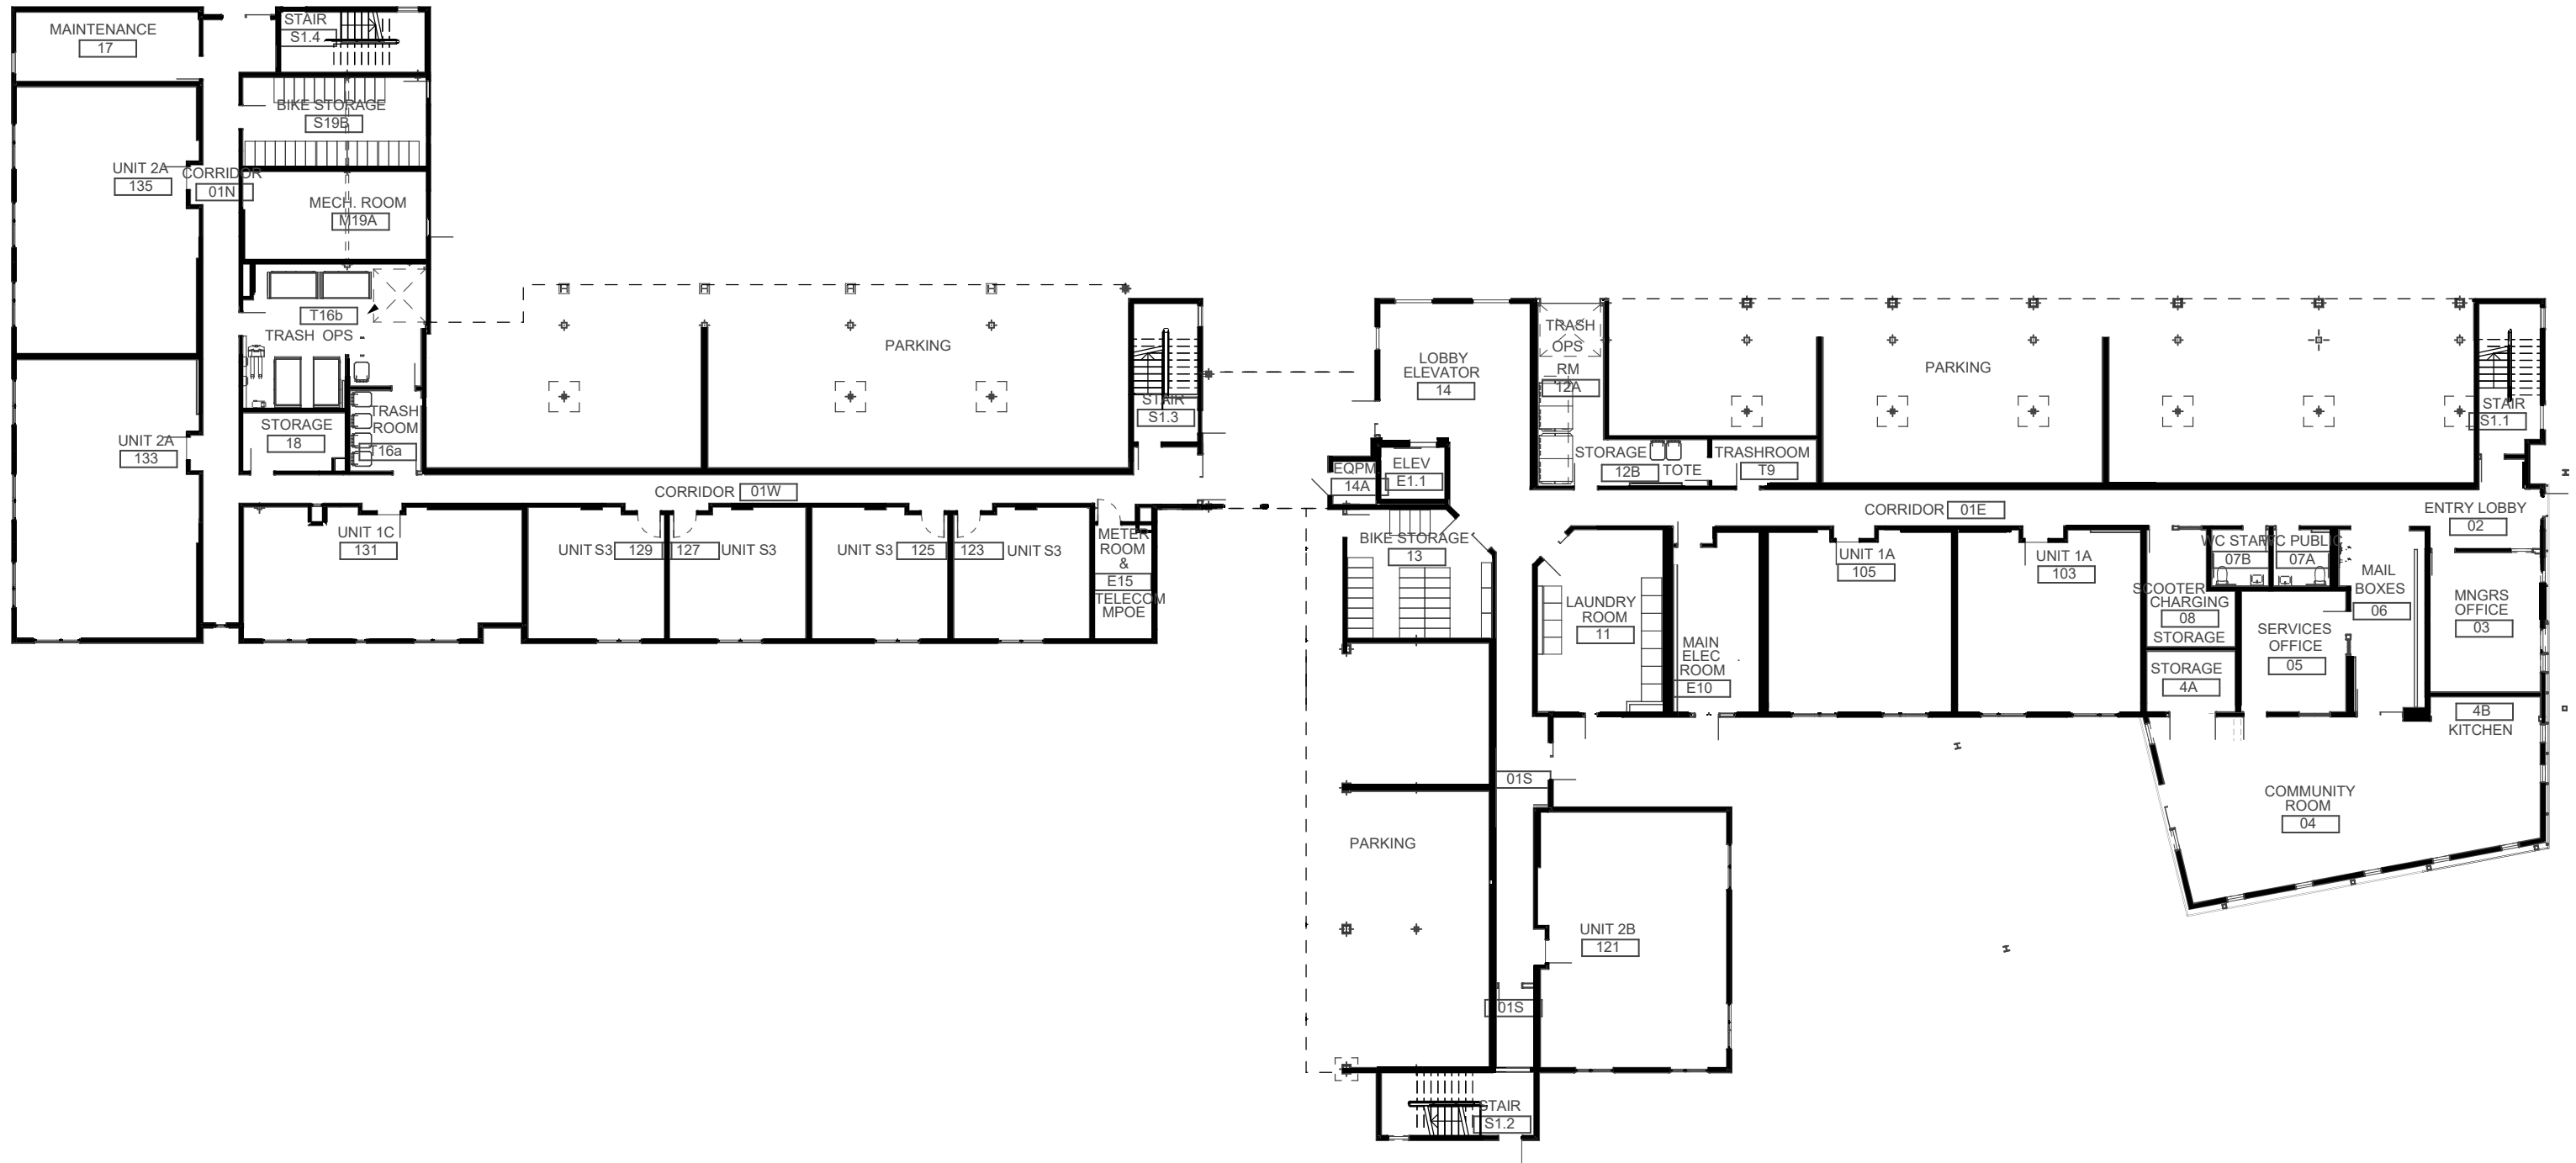 MAINTENANCE
17
STAIR
S1.4
BIKE STORAGE
S19B
UNIT 2A
135
CORRIDOR
01N
MECH. ROOM
M19A
T16b
TRASH OPS
STORAGE
18
TRASH
ROOM
T16a
UNIT 2A
133
PARKING
STAIR
S1.3
CORRIDOR 01W
UNIT 1C
131
UNIT S3 129
127 UNIT S3
UNIT S3 125
123 UNIT S3
METER
ROOM
&
E15
TELECOM
MPOE
LOBBY
ELEVATOR
14
TRASH
OPS
RM
12A
EQPM
14A
ELEV
E1.1
STORAGE
12B
TOTE
TRASHROOM
T9
PARKING
STAIR
S1.1
CORRIDOR 01E
ENTRY LOBBY
02
BIKE STORAGE
13
LAUNDRY
ROOM
11
MAIN
ELEC
ROOM
E10
UNIT 1A
105
UNIT 1A
103
WC STAFF
07B
WC PUBLIC
07A
SCOOTER
CHARGING
08
STORAGE
STORAGE
4A
SERVICES
OFFICE
05
MAIL
BOXES
06
MNGRS
OFFICE
03
4B
KITCHEN
COMMUNITY
ROOM
04
01S
PARKING
UNIT 2B
121
01S
STAIR
S1.2